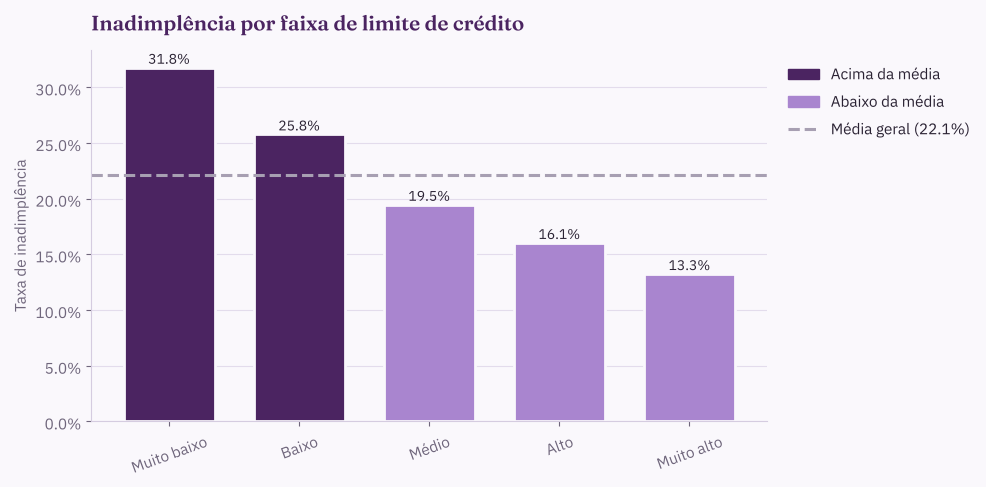 Inadimplência por faixa de limite de crédito
31.8%
25.8%
19.5%
16.1%
13.3%
Acima da média
Abaixo da média
Média geral (22.1%)
Taxa de inadimplência
30.0%
25.0%
20.0%
15.0%
10.0%
5.0%
0.0%
Muito baixo
Baixo
Médio
Alto
Muito alto